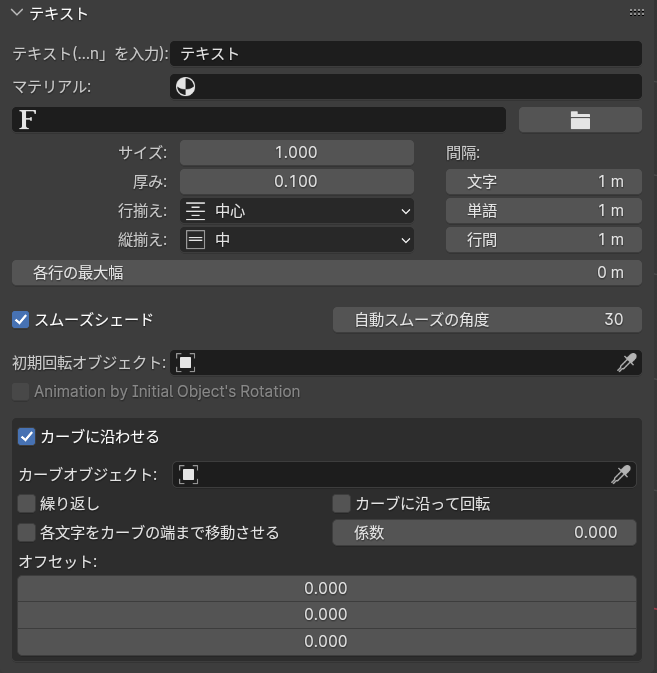 テキスト
テキスト(...n」を入力): テキスト
マテリアル:
F
サイズ: 1.000 間隔:
厚み: 0.100 文字 1 m
行揃え: 中心 単語 1 m
縦揃え: 中 行間 1 m
各行の最大幅 0 m
スムーズシェード 自動スムーズの角度 30
初期回転オブジェクト:
Animation by Initial Object's Rotation
カーブに沿わせる
カーブオブジェクト:
繰り返し カーブに沿って回転
各文字をカーブの端まで移動させる 係数 0.000
オフセット:
0.000
0.000
0.000